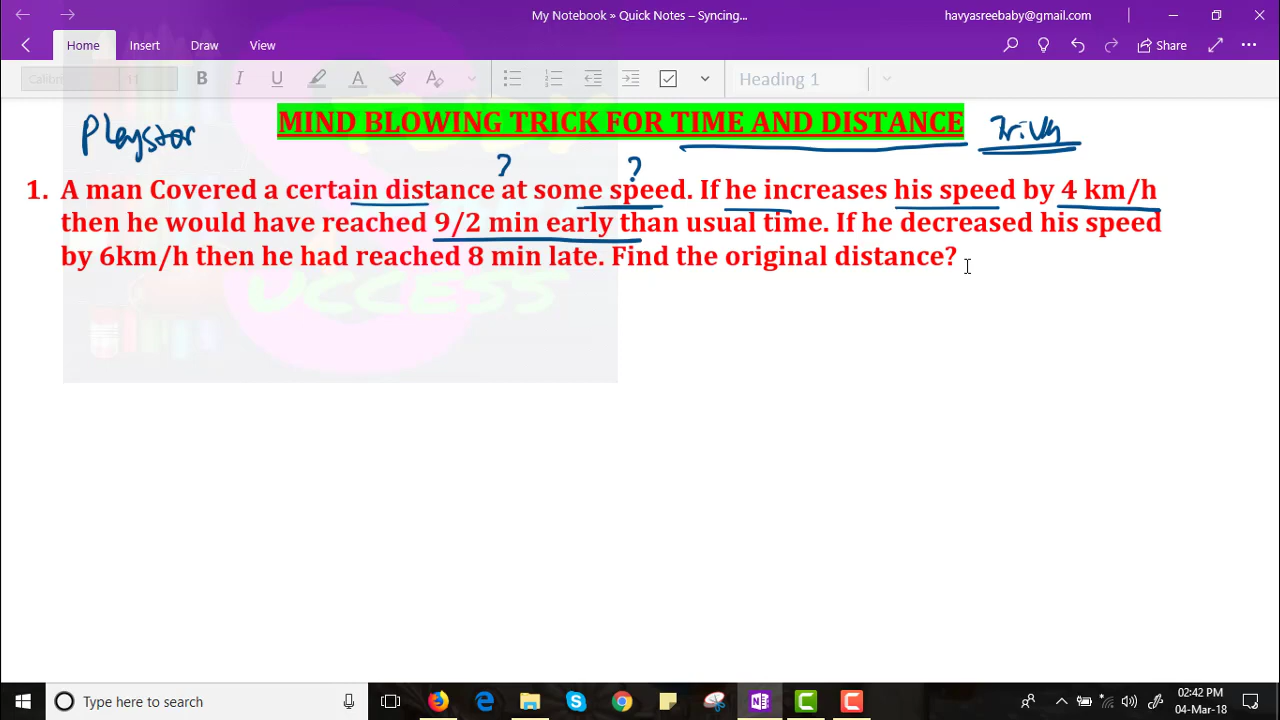 My Notebook » Quick Notes – Syncing...
havyasreebaby@gmail.com
Home Insert Draw View
Share
Calibri 11 B I U A Heading 1
MIND BLOWING TRICK FOR TIME AND DISTANCE
? ?
1. A man Covered a certain distance at some speed. If he increases his speed by 4 km/h
then he would have reached 9/2 min early than usual time. If he decreased his speed
by 6km/h then he had reached 8 min late. Find the original distance?
UCCESS
Type here to search
02:42 PM
04-Mar-18